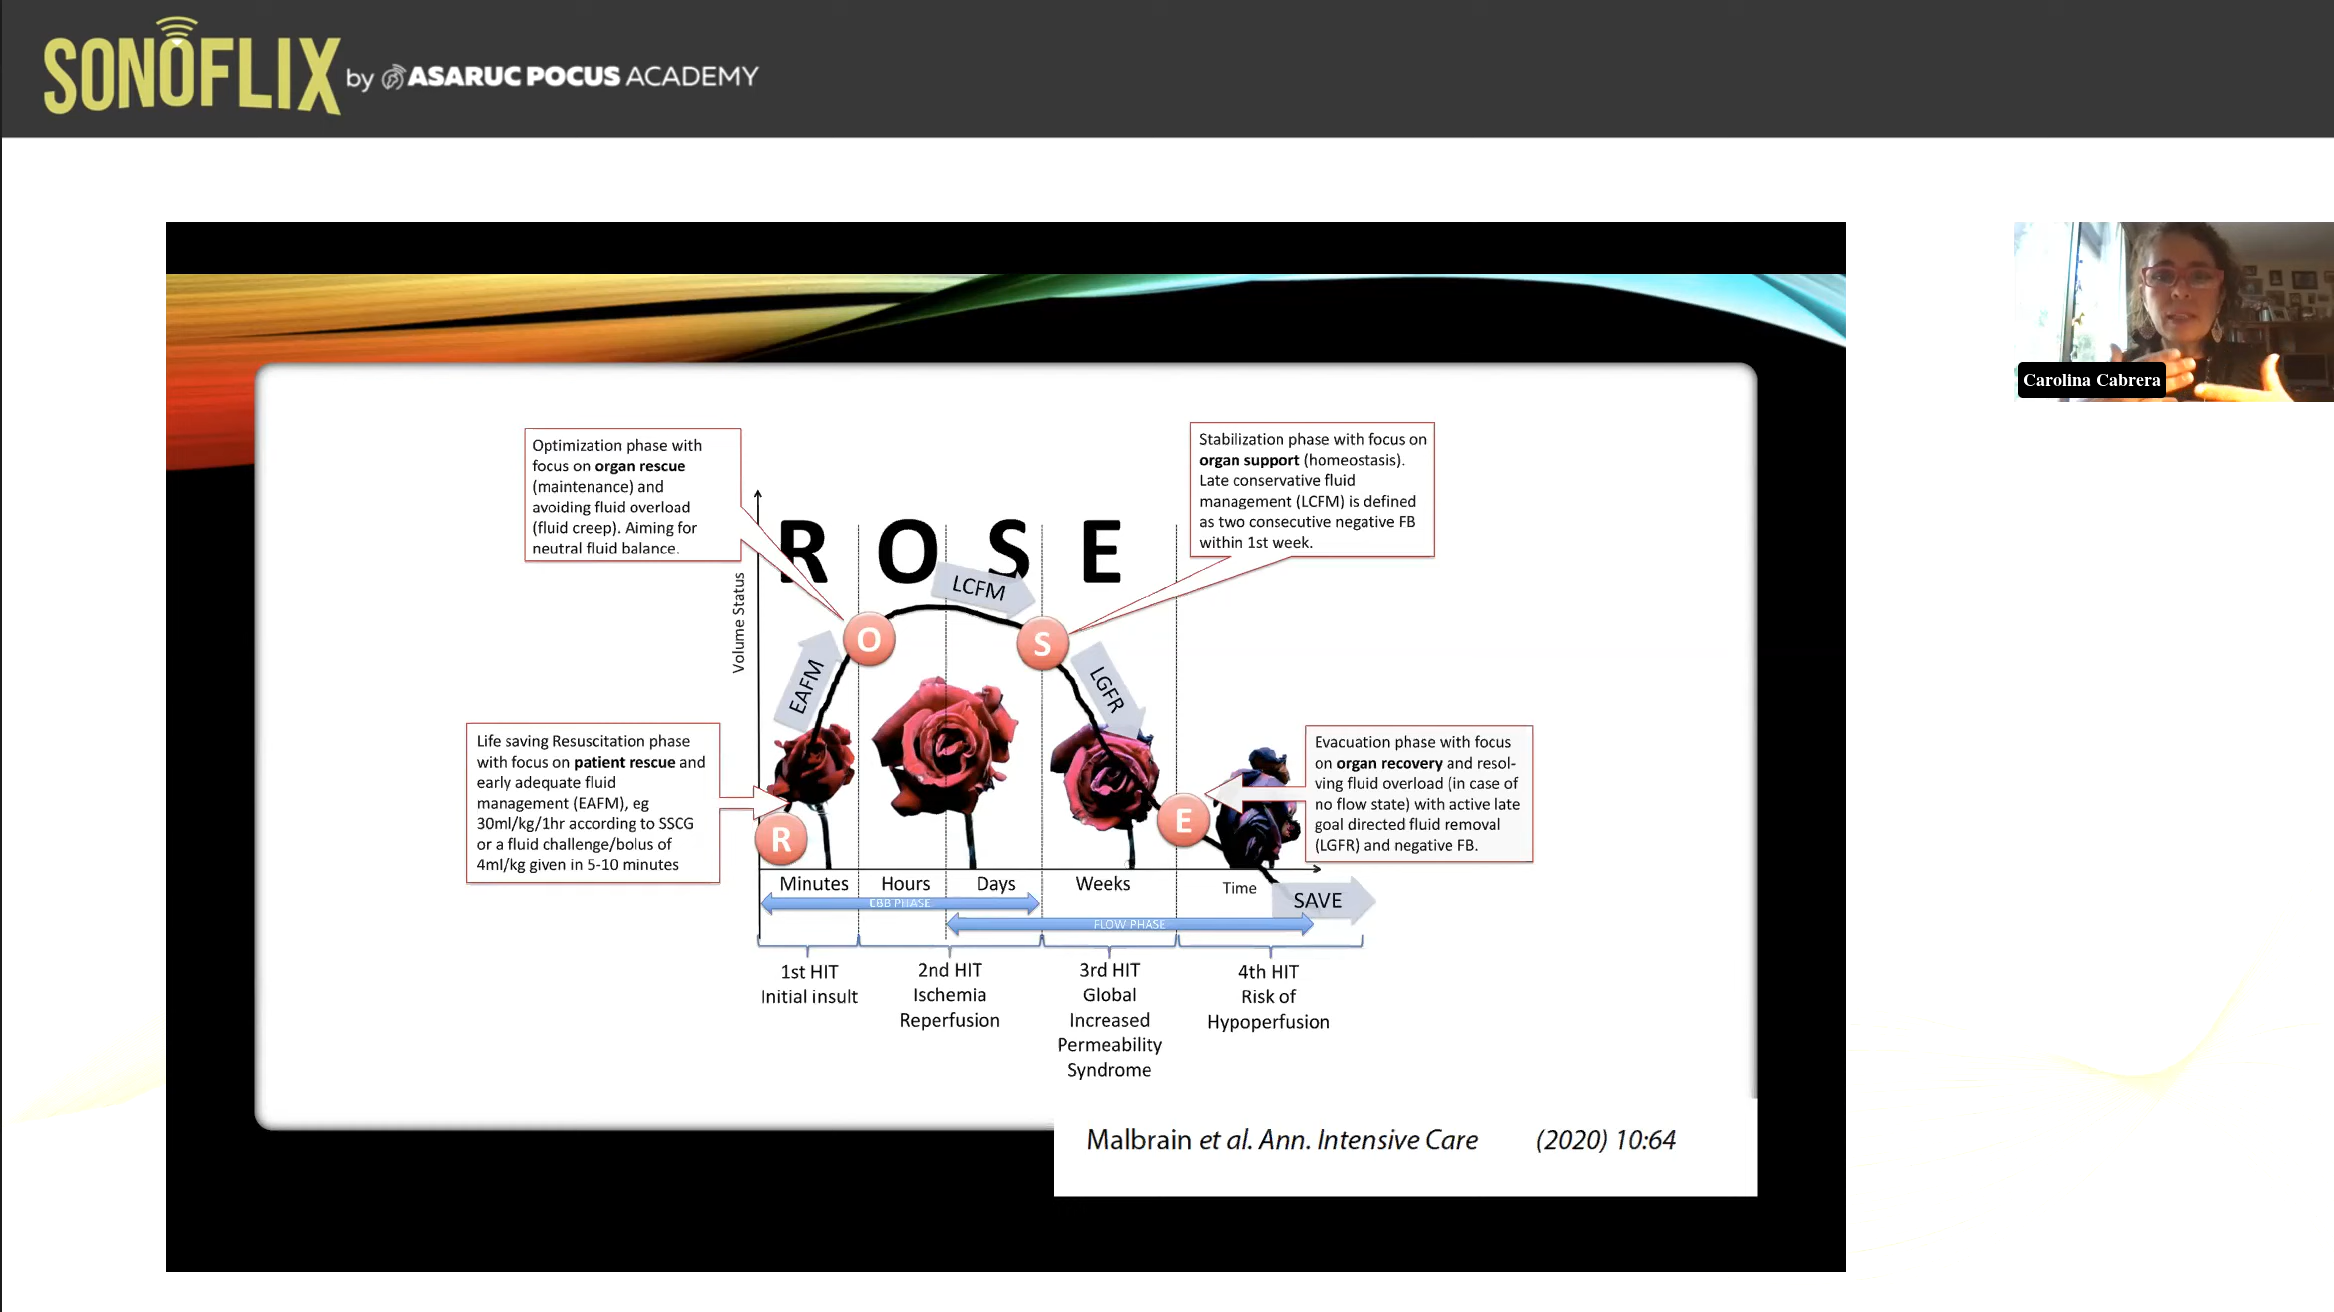 SONOFLIX by ASARUC POCUS ACADEMY
Carolina Cabrera
Optimization phase with
focus on organ rescue
(maintenance) and
avoiding fluid overload
(fluid creep). Aiming for
neutral fluid balance.
Stabilization phase with focus on
organ support (homeostasis).
Late conservative fluid
management (LCFM) is defined
as two consecutive negative FB
within 1st week.
R O S E
Volume Status
LCFM
O
S
EAFM
LGFR
Life saving Resuscitation phase
with focus on patient rescue and
early adequate fluid
management (EAFM), eg
30ml/kg/1hr according to SSCG
or a fluid challenge/bolus of
4ml/kg given in 5-10 minutes
R
E
Evacuation phase with focus
on organ recovery and resol-
ving fluid overload (in case of
no flow state) with active late
goal directed fluid removal
(LGFR) and negative FB.
Minutes Hours Days Weeks Time
EBB PHASE
SAVE
FLOW PHASE
1st HIT
Initial insult
2nd HIT
Ischemia
Reperfusion
3rd HIT
Global
Increased
Permeability
Syndrome
4th HIT
Risk of
Hypoperfusion
Malbrain et al. Ann. Intensive Care (2020) 10:64